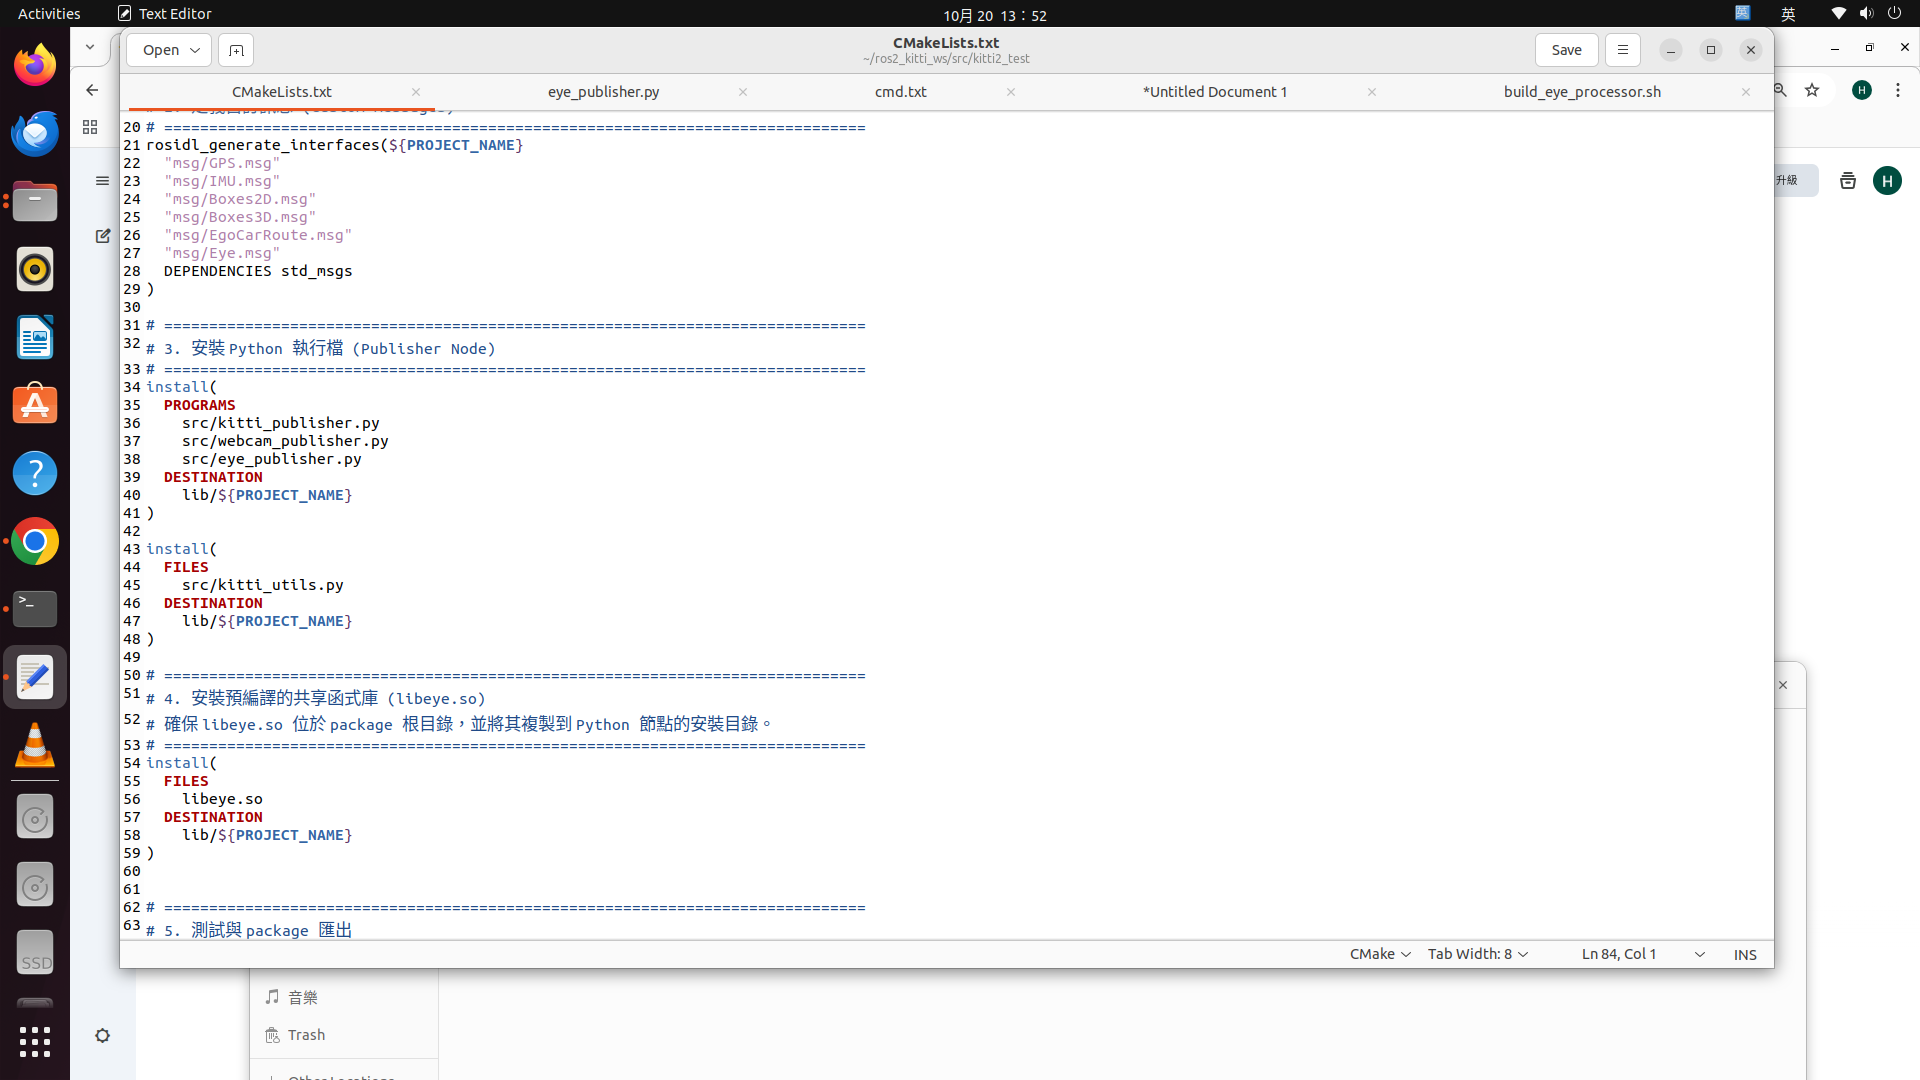 Activities
Text Editor
10月 20 13：52
英
英
Open
CMakeLists.txt
~/ros2_kitti_ws/src/kitti2_test
Save
CMakeLists.txt
eye_publisher.py
cmd.txt
*Untitled Document 1
build_eye_processor.sh
H
升級
H
20 # ==============================================================================
21 rosidl_generate_interfaces(${PROJECT_NAME}
22 "msg/GPS.msg"
23 "msg/IMU.msg"
24 "msg/Boxes2D.msg"
25 "msg/Boxes3D.msg"
26 "msg/EgoCarRoute.msg"
27 "msg/Eye.msg"
28 DEPENDENCIES std_msgs
29 )
30
31 # ==============================================================================
32 # 3. 安裝 Python 執行檔 (Publisher Node)
33 # ==============================================================================
34 install(
35 PROGRAMS
36 src/kitti_publisher.py
37 src/webcam_publisher.py
38 src/eye_publisher.py
39 DESTINATION
40 lib/${PROJECT_NAME}
41 )
42
43 install(
44 FILES
45 src/kitti_utils.py
46 DESTINATION
47 lib/${PROJECT_NAME}
48 )
49
50 # ==============================================================================
51 # 4. 安裝預編譯的共享函式庫 (libeye.so)
52 # 確保 libeye.so 位於 package 根目錄，並將其複製到 Python 節點的安裝目錄。
53 # ==============================================================================
54 install(
55 FILES
56 libeye.so
57 DESTINATION
58 lib/${PROJECT_NAME}
59 )
60
61
62 # ==============================================================================
63 # 5. 測試與 package 匯出
CMake
Tab Width: 8
Ln 84, Col 1
INS
SSD
音樂
Trash
Other Locations